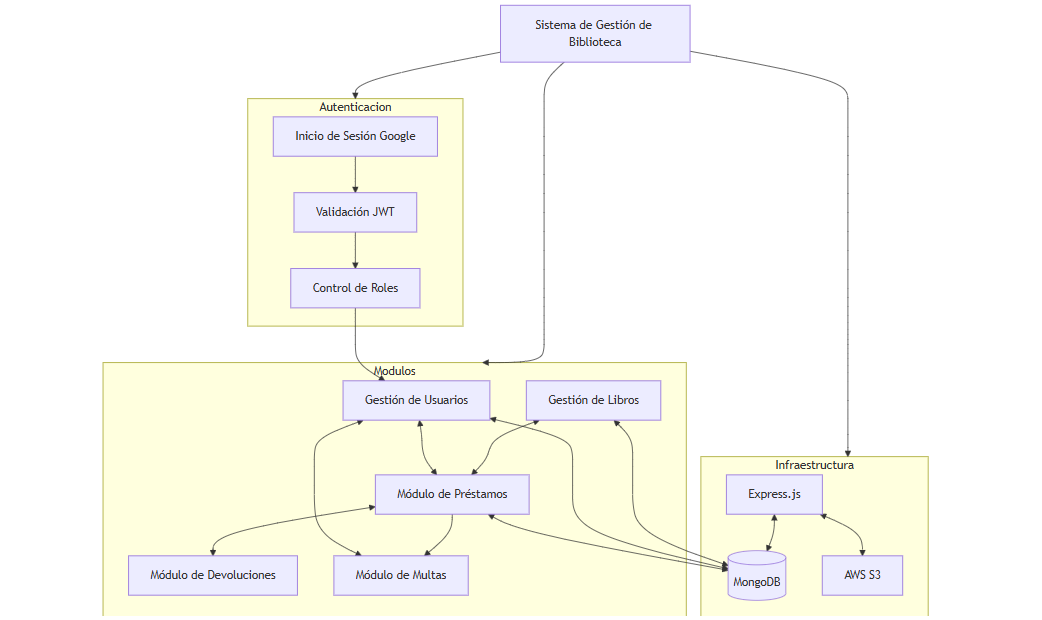 Sistema de Gestión de
Biblioteca
Autenticacion
Inicio de Sesión Google
Validación JWT
Control de Roles
Modulos
Gestión de Usuarios
Gestión de Libros
Módulo de Préstamos
Módulo de Devoluciones
Módulo de Multas
Infraestructura
Express.js
MongoDB
AWS S3